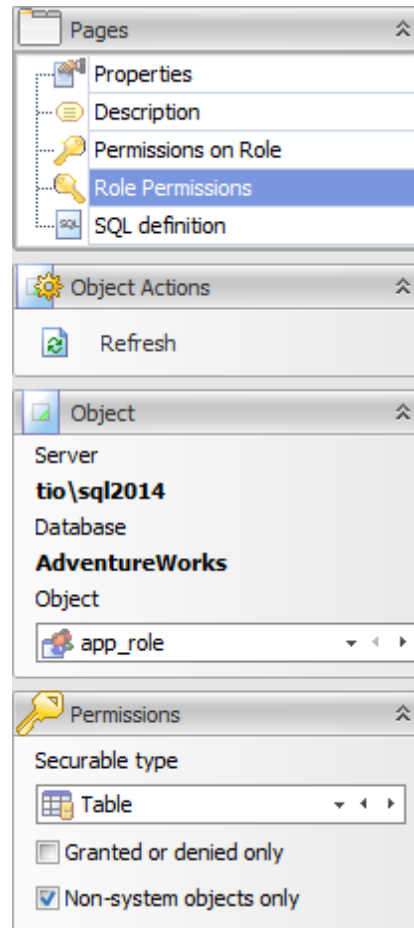 Pages
Properties
Description
Permissions on Role
Role Permissions
SQL
SQL definition
Object Actions
Refresh
Object
Server
tio\sql2014
Database
AdventureWorks
Object
app_role
Permissions
Securable type
Table
Granted or denied only
Non-system objects only